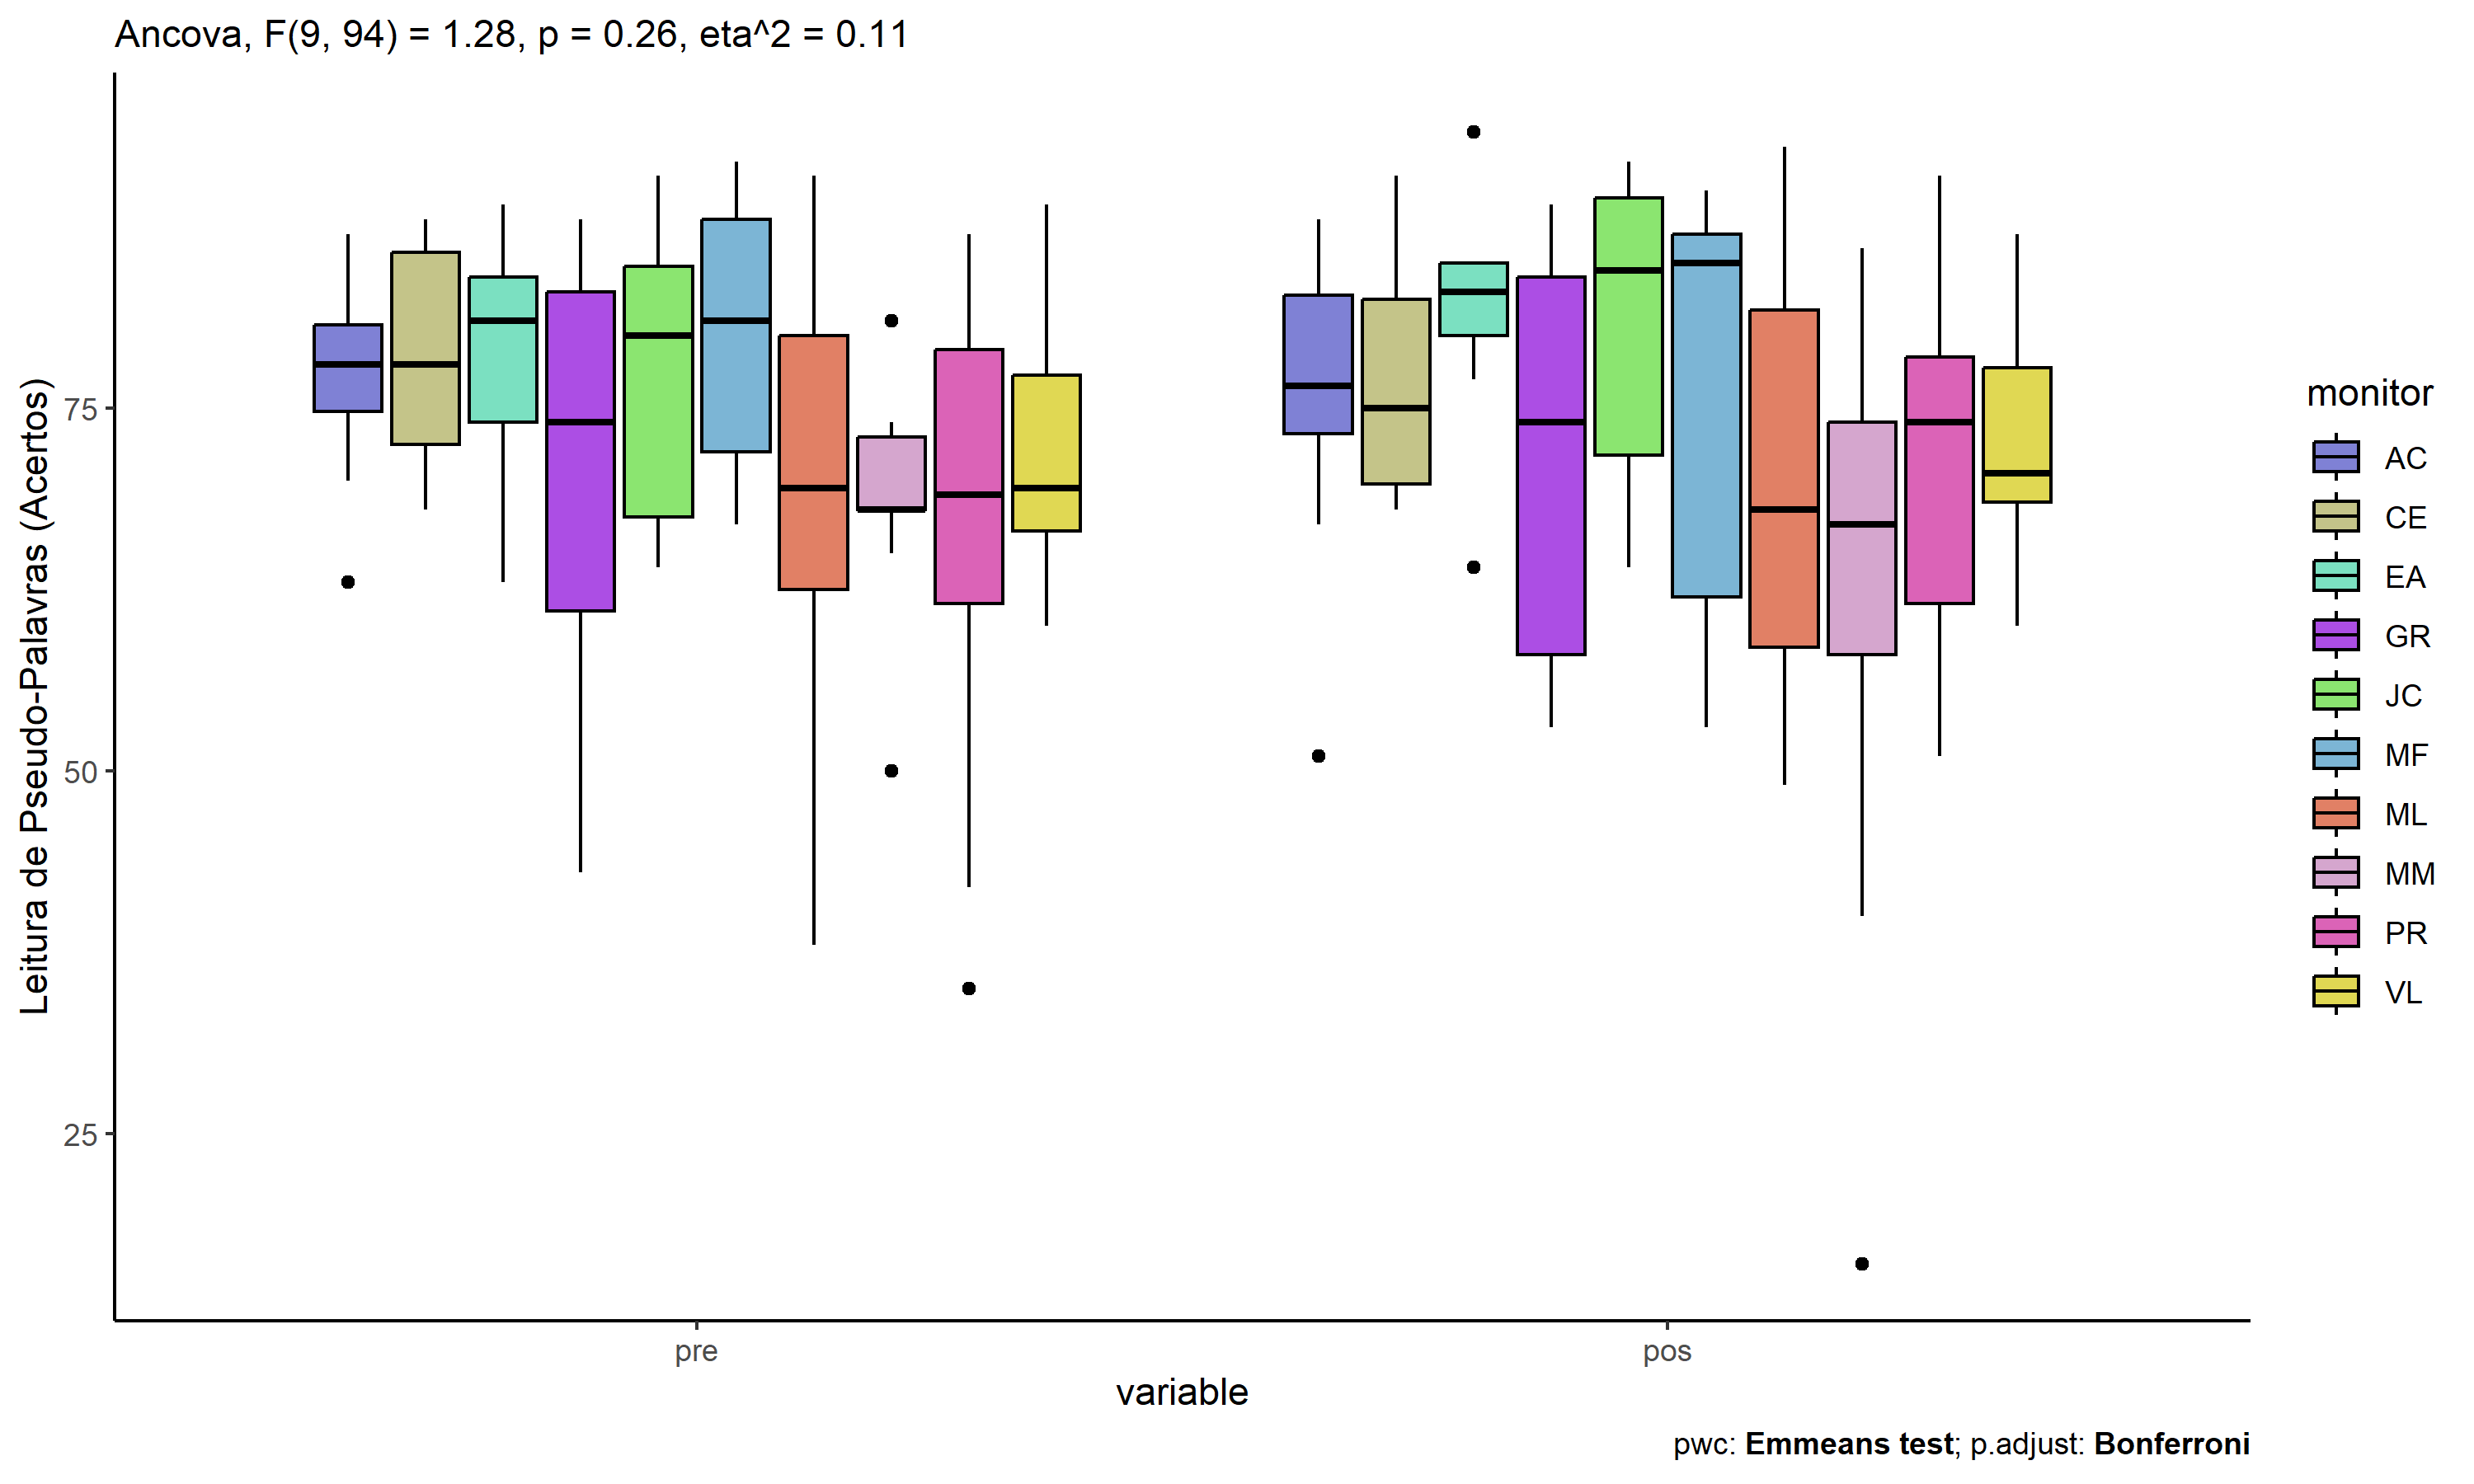 Ancova, F(9, 94) = 1.28, p = 0.26, eta^2 = 0.11
Leitura de Pseudo-Palavras (Acertos)
75
50
25
pre
pos
variable
monitor
AC
CE
EA
GR
JC
MF
ML
MM
PR
VL
pwc: Emmeans test; p.adjust: Bonferroni